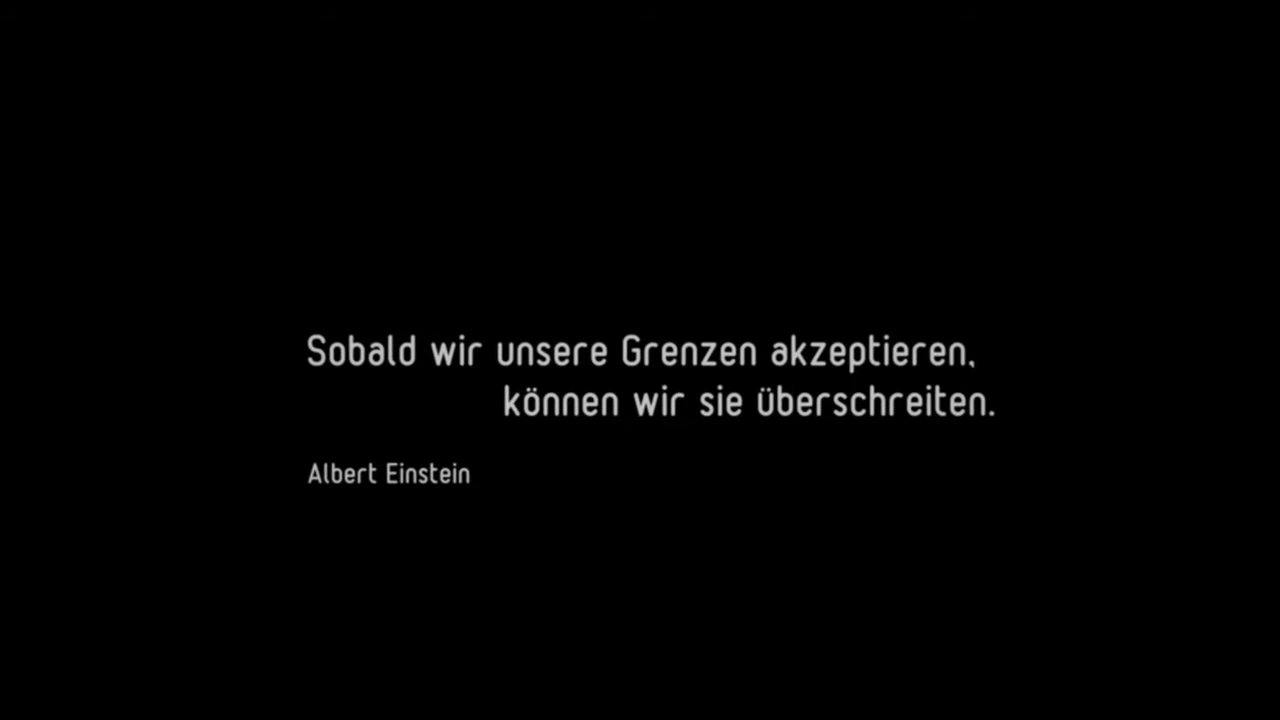 Sobald wir unsere Grenzen akzeptieren,
können wir sie überschreiten.
Albert Einstein